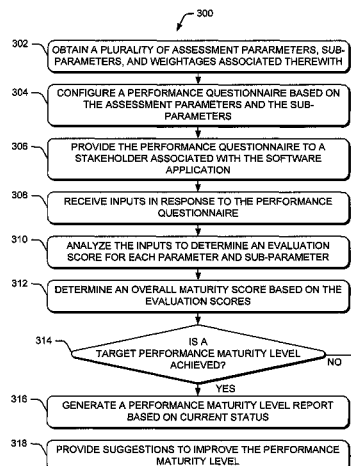 300
302
OBTAIN A PLURALITY OF ASSESSMENT PARARMETERS, SUB-
PARAMETERS, AND WEIGHTAGES ASSOCIATED THEREWITH
304
CONFIGURE A PERFORMANCE QUESTIONNAIRE BASED ON
THE ASSESSMENT PARAMETERS AND THE SUB-
PARAMETERS
306
PROVIDE THE PERFORMANCE QUESTIONNAIRE TO A
STAKEHOLDER ASSOCIATED WITH THE SOFTWARE
APPLICATION
308
RECEIVE INPUTS IN RESPONSE TO THE PERFORMANCE
QUESTIONNAIRE
310
ANALYZE THE INPUTS TO DETERMINE AN EVALUATION
SCORE FOR EACH PARAMETER AND SUB-PARAMETER
312
DETERMINE AN OVERALL MATURITY SCORE BASED ON THE
EVALUATION SCORES
314
IS A
TARGET PERFORMANCE MATURITY LEVEL
ACHIEVED?
NO
YES
316
GENERATE A PERFORMANCE MATURITY LEVEL REPORT
BASED ON CURRENT STATUS
318
PROVIDE SUGGESTIONS TO IMPROVE THE PERFORMANCE
MATURITY LEVEL